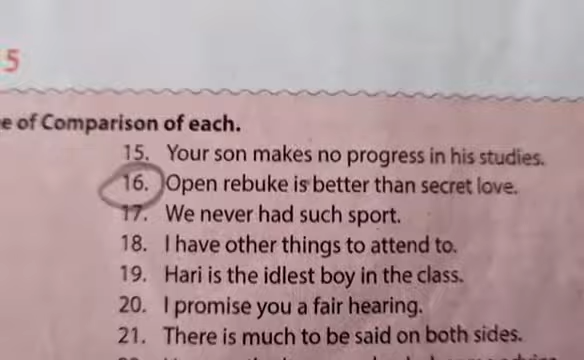 5
e of Comparison of each.
15. Your son makes no progress in his studies.
16. Open rebuke is better than secret love.
17. We never had such sport.
18. I have other things to attend to.
19. Hari is the idlest boy in the class.
20. I promise you a fair hearing.
21. There is much to be said on both sides.